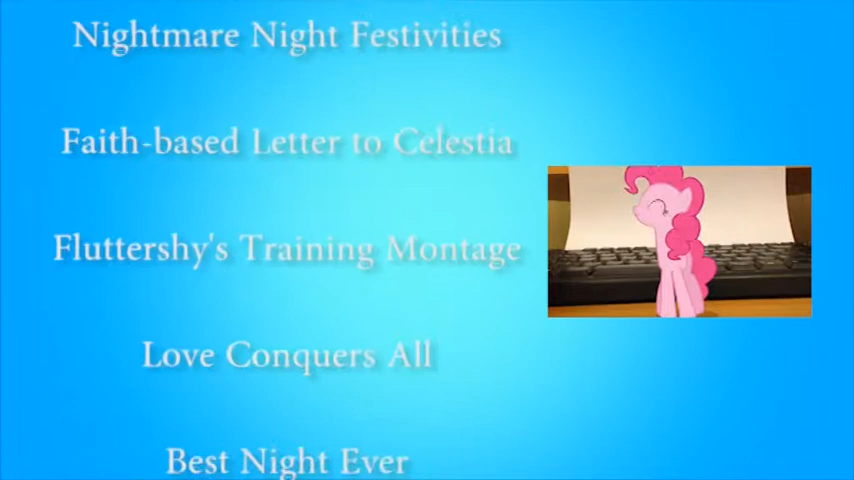 Nightmare Night Festivities
Faith-based Letter to Celestia
Fluttershy's Training Montage
Love Conquers All
Best Night Ever